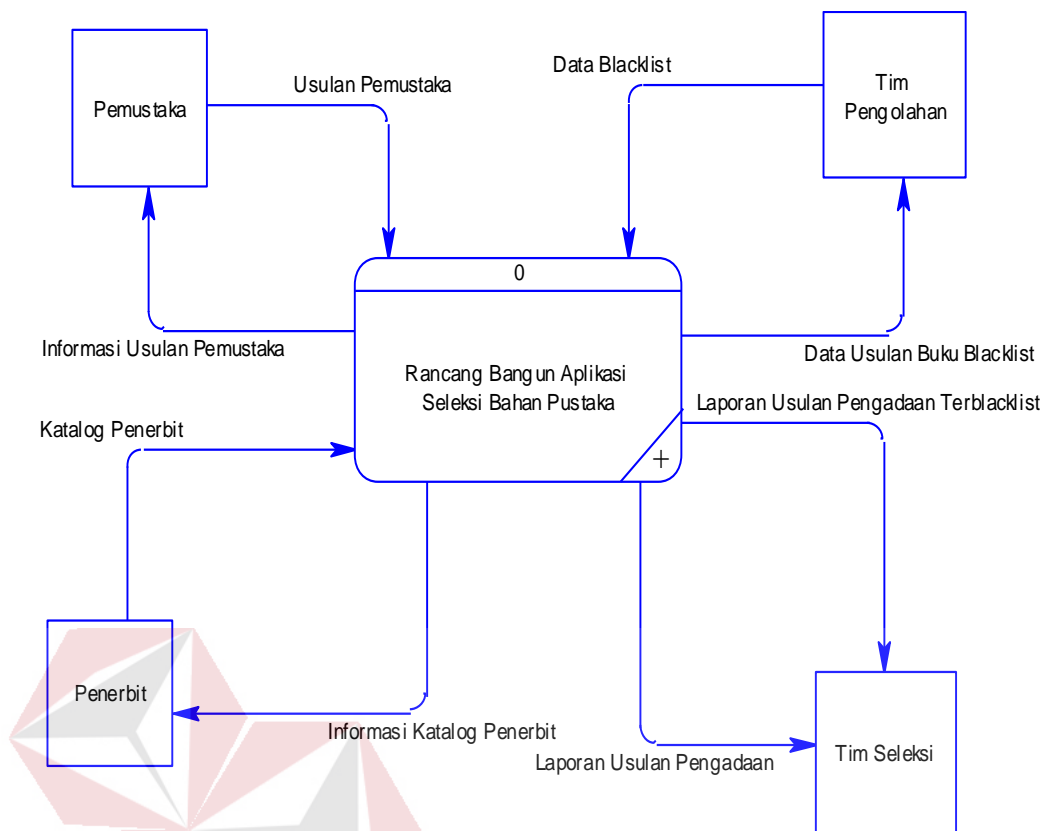 Usulan Pemustaka
Data Blacklist
Pemustaka
Tim
Pengolahan
0
Informasi Usulan Pemustaka
Data Usulan Buku Blacklist
Rancang Bangun Aplikasi
Seleksi Bahan Pustaka
Laporan Usulan Pengadaan Terblacklist
Katalog Penerbit
+
Penerbit
Informasi Katalog Penerbit
Laporan Usulan Pengadaan
Tim Seleksi